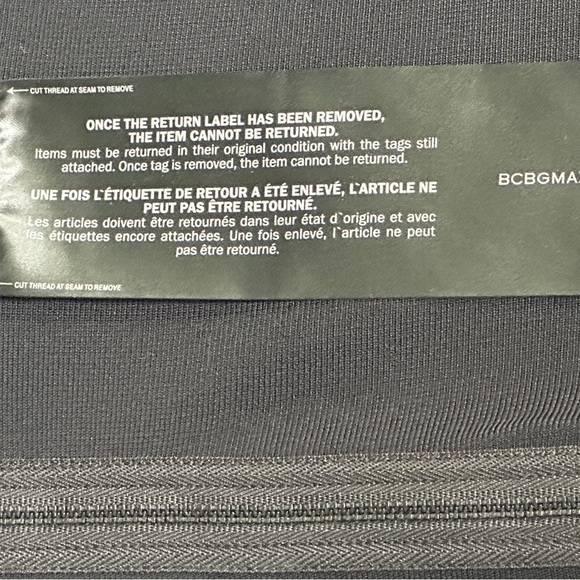 CUT THREAD AT SEAM TO REMOVE
ONCE THE RETURN LABEL HAS BEEN REMOVED,
THE ITEM CANNOT BE RETURNED.
Items must be returned in their original condition with the tags still
attached. Once tag is removed, the item cannot be returned.
BCBGMA
UNE FOIS L`ÉTIQUETTE DE RETOUR A ÉTÉ ENLEVÉ, L`ARTICLE NE
PEUT PAS ÊTRE RETOURNÉ.
Les articles doivent être retournés dans leur état d`origine et avec
les étiquettes encore attachées. Une fois enlevé, l`article ne peut
pas être retourné.
CUT THREAD AT SEAM TO REMOVE